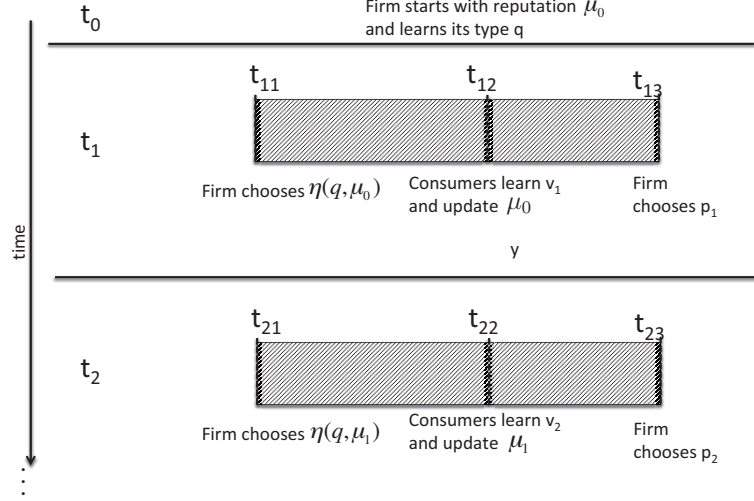 Firm starts with reputation μ₀
t₀
and learns its type q
t₁₁ t₁₂ t₁₃
t₁
Firm chooses η(q,μ₀)
Consumers learn v₁
and update μ₀
Firm
chooses p₁
time
y
t₂₁ t₂₂ t₂₃
t₂
Firm chooses η(q,μ₁)
Consumers learn v₂
and update μ₁
Firm
chooses p₂
...